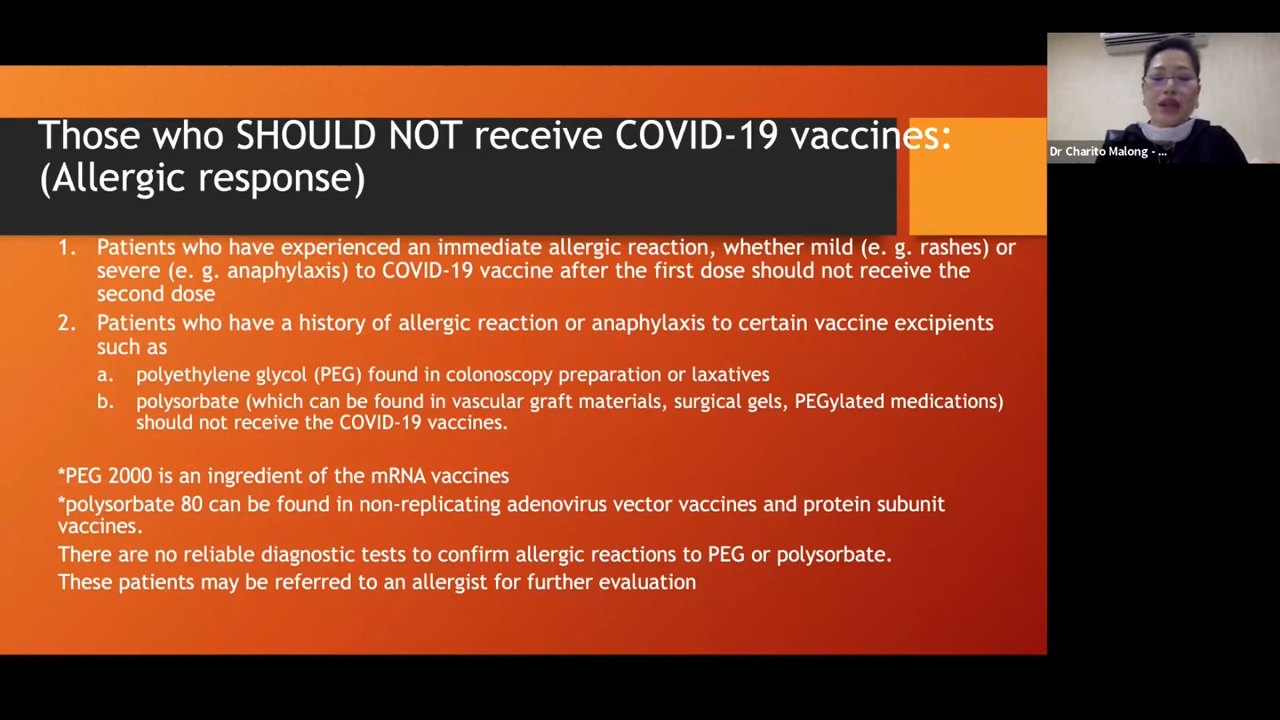 Those who SHOULD NOT receive COVID-19 vaccines:
(Allergic response)
Dr Charito Malong - ...
1. Patients who have experienced an immediate allergic reaction, whether mild (e. g. rashes) or
severe (e. g. anaphylaxis) to COVID-19 vaccine after the first dose should not receive the
second dose
2. Patients who have a history of allergic reaction or anaphylaxis to certain vaccine excipients
such as
a. polyethylene glycol (PEG) found in colonoscopy preparation or laxatives
b. polysorbate (which can be found in vascular graft materials, surgical gels, PEGylated medications)
should not receive the COVID-19 vaccines.
*PEG 2000 is an ingredient of the mRNA vaccines
*polysorbate 80 can be found in non-replicating adenovirus vector vaccines and protein subunit
vaccines.
There are no reliable diagnostic tests to confirm allergic reactions to PEG or polysorbate.
These patients may be referred to an allergist for further evaluation